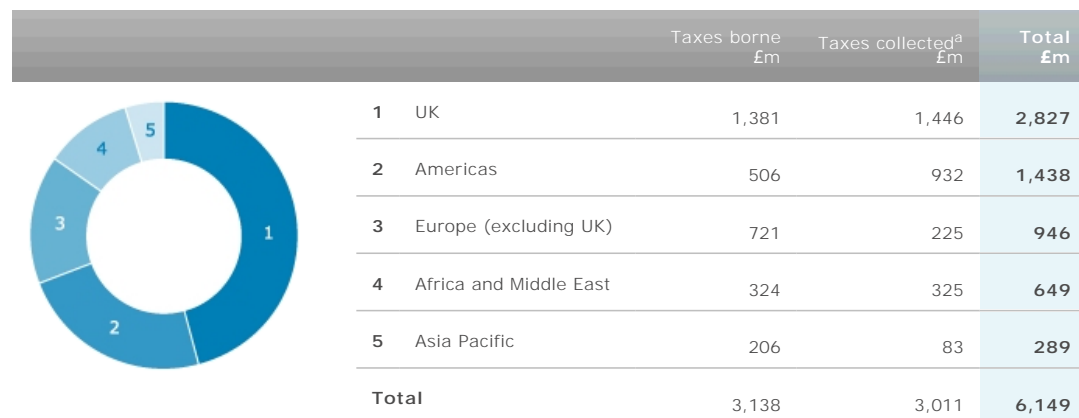 Taxes borne £m Taxes collectedᵃ £m Total £m
1 UK 1,381 1,446 2,827
2 Americas 506 932 1,438
3 Europe (excluding UK) 721 225 946
4 Africa and Middle East 324 325 649
5 Asia Pacific 206 83 289
Total 3,138 3,011 6,149
5
4
3
1
2